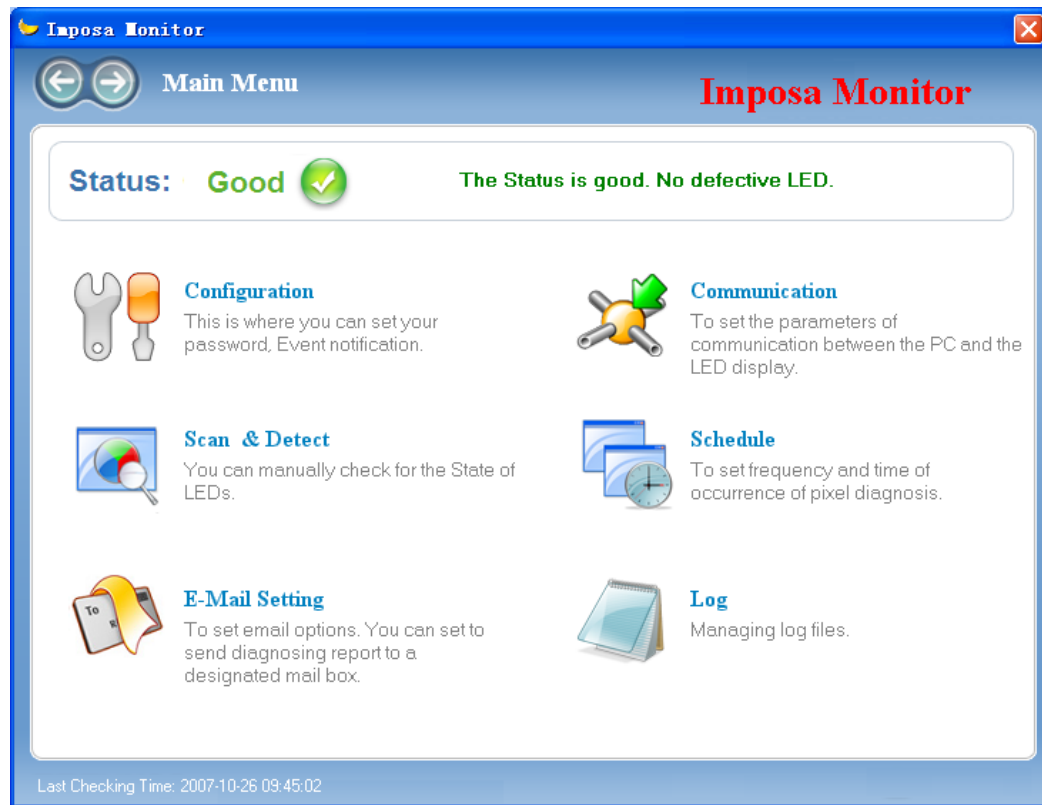 Imposa Monitor
Main Menu
Imposa Monitor
Status: Good
The Status is good. No defective LED.
Configuration
This is where you can set your
password, Event notification.
Communication
To set the parameters of
communication between the PC and the
LED display.
Scan & Detect
You can manually check for the State of
LEDs.
Schedule
To set frequency and time of
occurrence of pixel diagnosis.
To
R
E-Mail Setting
To set email options. You can set to
send diagnosing report to a
designated mail box.
Log
Managing log files.
Last Checking Time: 2007-10-26 09:45:02